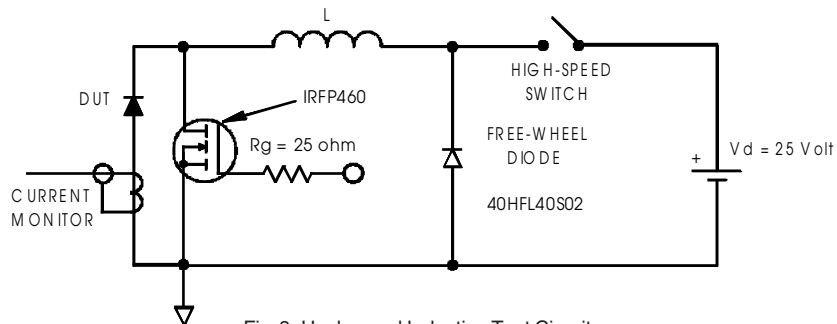 L
HIGH-SPEED
SWITCH
DUT
IRFP460
Rg = 25 ohm
FREE-WHEEL
DIODE
+
Vd = 25 Volt
CURRENT
MONITOR
40HFL40S02